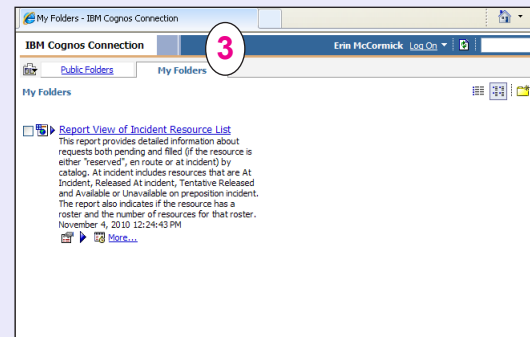 My Folders - IBM Cognos Connection
IBM Cognos Connection
3
Erin McCormick Log On
Public Folders
My Folders
My Folders
Report View of Incident Resource List
This report provides detailed information about
requests both pending and filled (if the resource is
either "reserved", en route or at incident) by
catalog. At incident includes resources that are At
Incident, Released At incident, Tentative Released
and Available or Unavailable on preposition incident.
The report also indicates if the resource has a
roster and the number of resources for that roster.
November 4, 2010 12:24:43 PM
More...